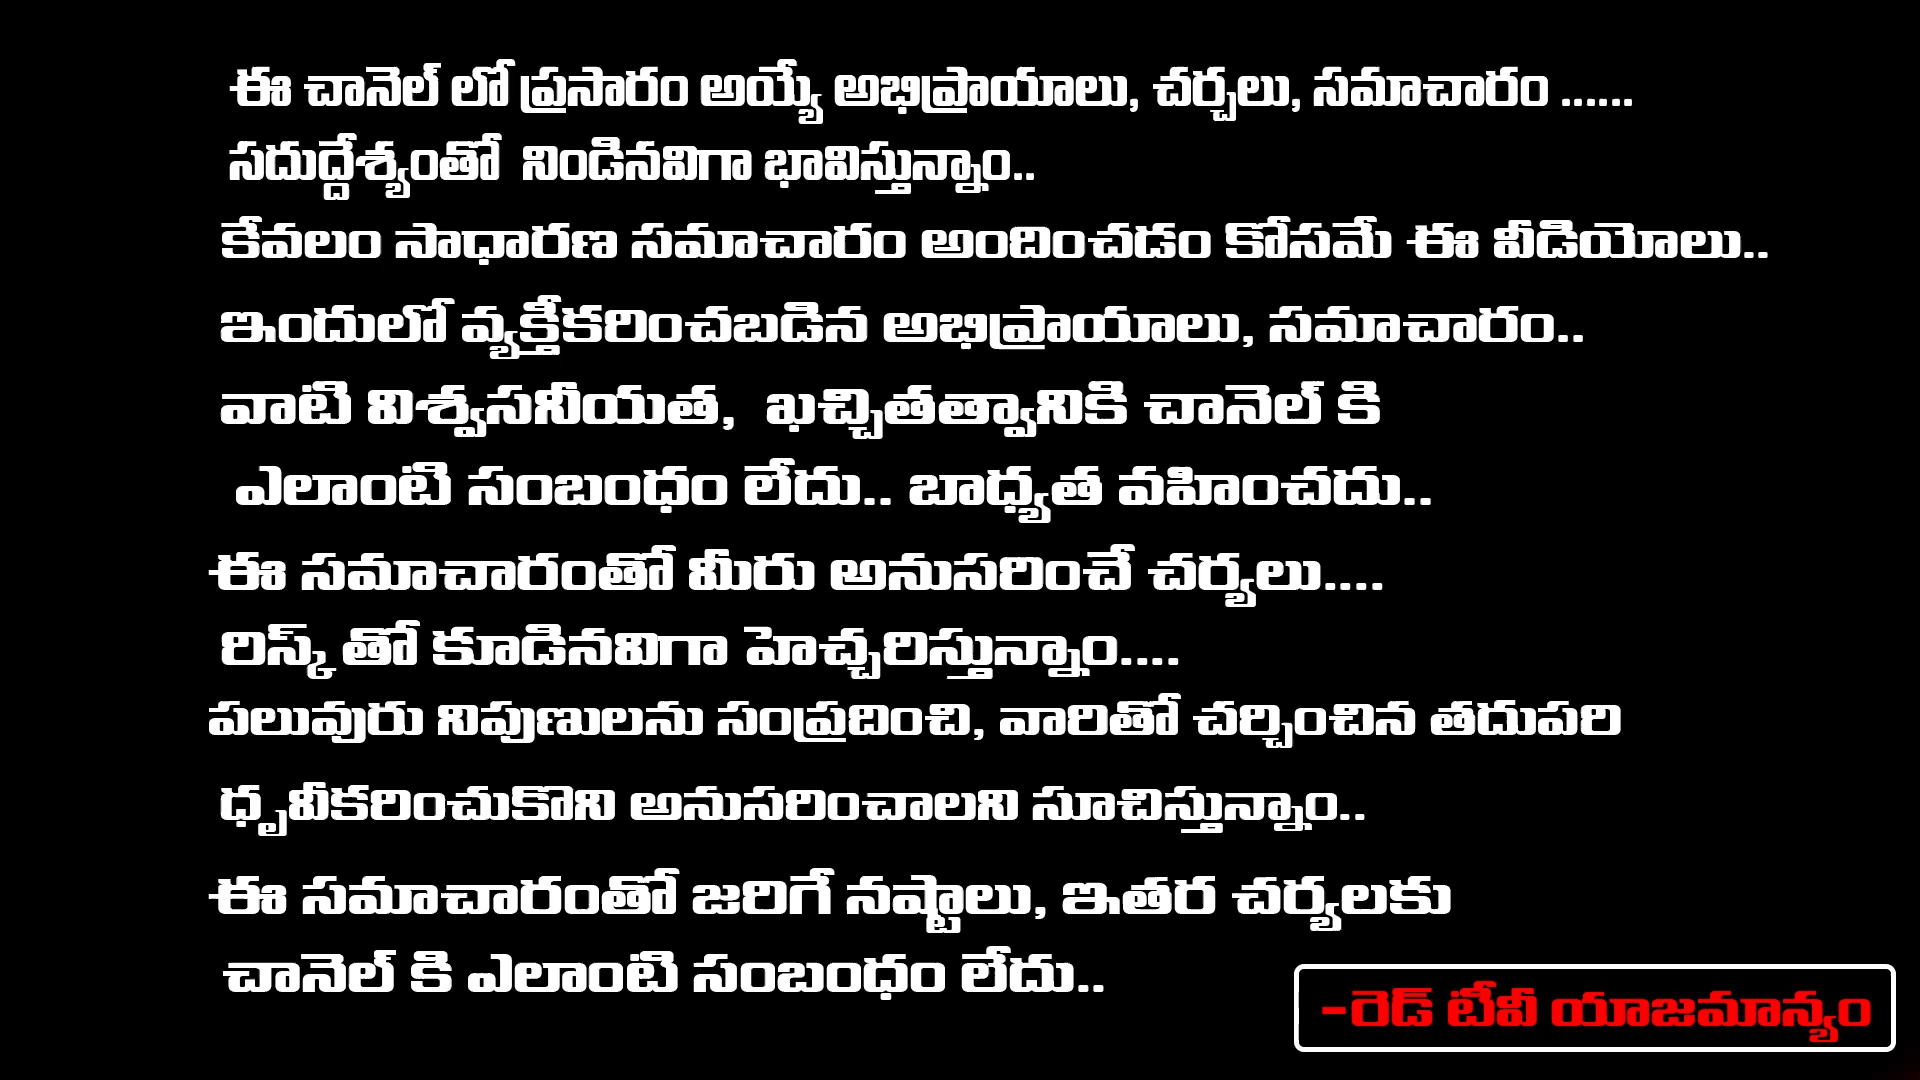 ఈ చానెల్ లో ప్రసారం అయ్యే అభిప్రాయాలు, చర్చలు, సమాచారం ......
సదుద్దేశ్యంతో నిండినవిగా భావిస్తున్నాం..
కేవలం సాధారణ సమాచారం అందించడం కోసమే ఈ వీడియోలు..
ఇందులో వ్యక్తీకరించబడిన అభిప్రాయాలు, సమాచారం..
వాటి విశ్వసనీయత, ఖచ్చితత్వానికి చానెల్ కి
ఎలాంటి సంబంధం లేదు.. బాధ్యత వహించదు..
ఈ సమాచారంతో మీరు అనుసరించే చర్యలు....
రిస్క్ తో కూడినవిగా హెచ్చరిస్తున్నాం....
పలువురు నిపుణులను సంప్రదించి, వారితో చర్చించిన తదుపరి
ధృవీకరించుకొని అనుసరించాలని సూచిస్తున్నాం..
ఈ సమాచారంతో జరిగే నష్టాలు, ఇతర చర్యలకు
చానెల్ కి ఎలాంటి సంబంధం లేదు..
-రెడ్ టీవీ యాజమాన్యం